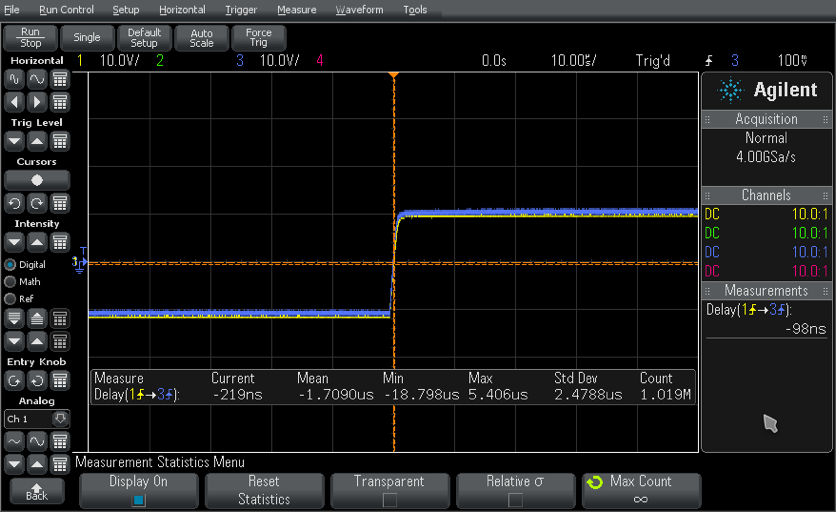 File Run Control Setup Horizontal Trigger Measure Waveform Tools
Run Stop Single Default Setup Auto Scale Force Trig
Horizontal
1 10.0V/ 2 3 10.0V/ 4 0.0s 10.00s/ Trig'd 3 100
Trig Level
Cursors
Intensity
Digital
Math
Ref
Entry Knob
Analog
Ch 1
Back
T
3
Agilent
Acquisition
Normal
4.00GSa/s
Channels
DC 10.0:1
DC 10.0:1
DC 10.0:1
DC 10.0:1
Measurements
Delay(1→3):
-98ns
Measure Current Mean Min Max Std Dev Count
Delay(1→3): -219ns -1.7090us -18.798us 5.406us 2.4788us 1.019M
Measurement Statistics Menu
Display On
Reset
Statistics
Transparent
Relative σ
Max Count
∞